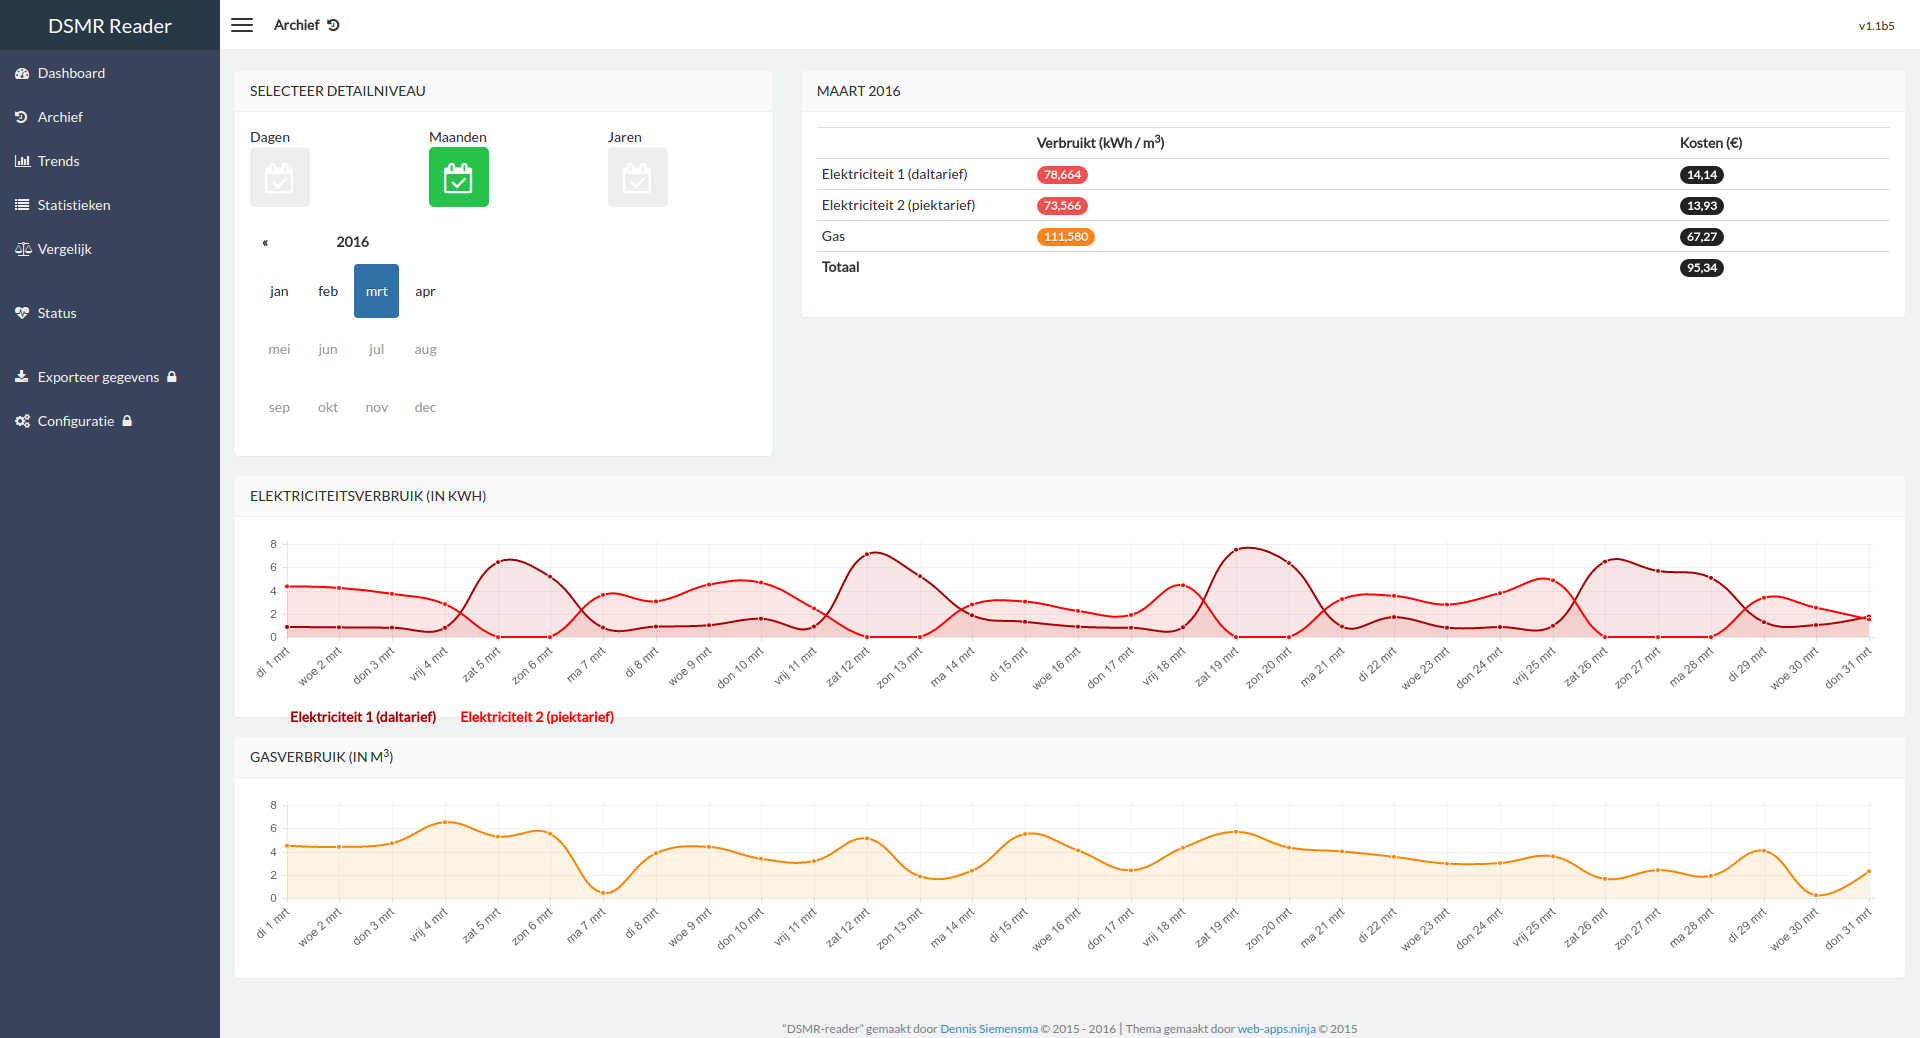 DSMR Reader
Archief
v1.1b5
Dashboard
Archief
Trends
Statistieken
Vergelijk
Status
Exporteer gegevens
Configuratie
SELECTEER DETAILNIVEAU
Dagen Maanden Jaren
« 2016
jan feb mrt apr
mei jun jul aug
sep okt nov dec
MAART 2016
Verbruikt (kWh / m³) Kosten (€)
Elektriciteit 1 (daltarief) 78,664 14,14
Elektriciteit 2 (piektarief) 73,566 13,93
Gas 111,580 67,27
Totaal 95,34
ELEKTRICITEITSVERBRUIK (IN KWH)
8
6
4
2
0
di 1 mrt woe 2 mrt don 3 mrt vrij 4 mrt zat 5 mrt zon 6 mrt ma 7 mrt di 8 mrt woe 9 mrt don 10 mrt vrij 11 mrt zat 12 mrt zon 13 mrt ma 14 mrt di 15 mrt woe 16 mrt don 17 mrt vrij 18 mrt zat 19 mrt zon 20 mrt ma 21 mrt di 22 mrt woe 23 mrt don 24 mrt vrij 25 mrt zat 26 mrt zon 27 mrt ma 28 mrt di 29 mrt woe 30 mrt don 31 mrt
Elektriciteit 1 (daltarief) Elektriciteit 2 (piektarief)
GASVERBRUIK (IN M³)
8
6
4
2
0
di 1 mrt woe 2 mrt don 3 mrt vrij 4 mrt zat 5 mrt zon 6 mrt ma 7 mrt di 8 mrt woe 9 mrt don 10 mrt vrij 11 mrt zat 12 mrt zon 13 mrt ma 14 mrt di 15 mrt woe 16 mrt don 17 mrt vrij 18 mrt zat 19 mrt zon 20 mrt ma 21 mrt di 22 mrt woe 23 mrt don 24 mrt vrij 25 mrt zat 26 mrt zon 27 mrt ma 28 mrt di 29 mrt woe 30 mrt don 31 mrt
“DSMR-reader” gemaakt door Dennis Siemensma © 2015 - 2016 | Thema gemaakt door web-apps.ninja © 2015